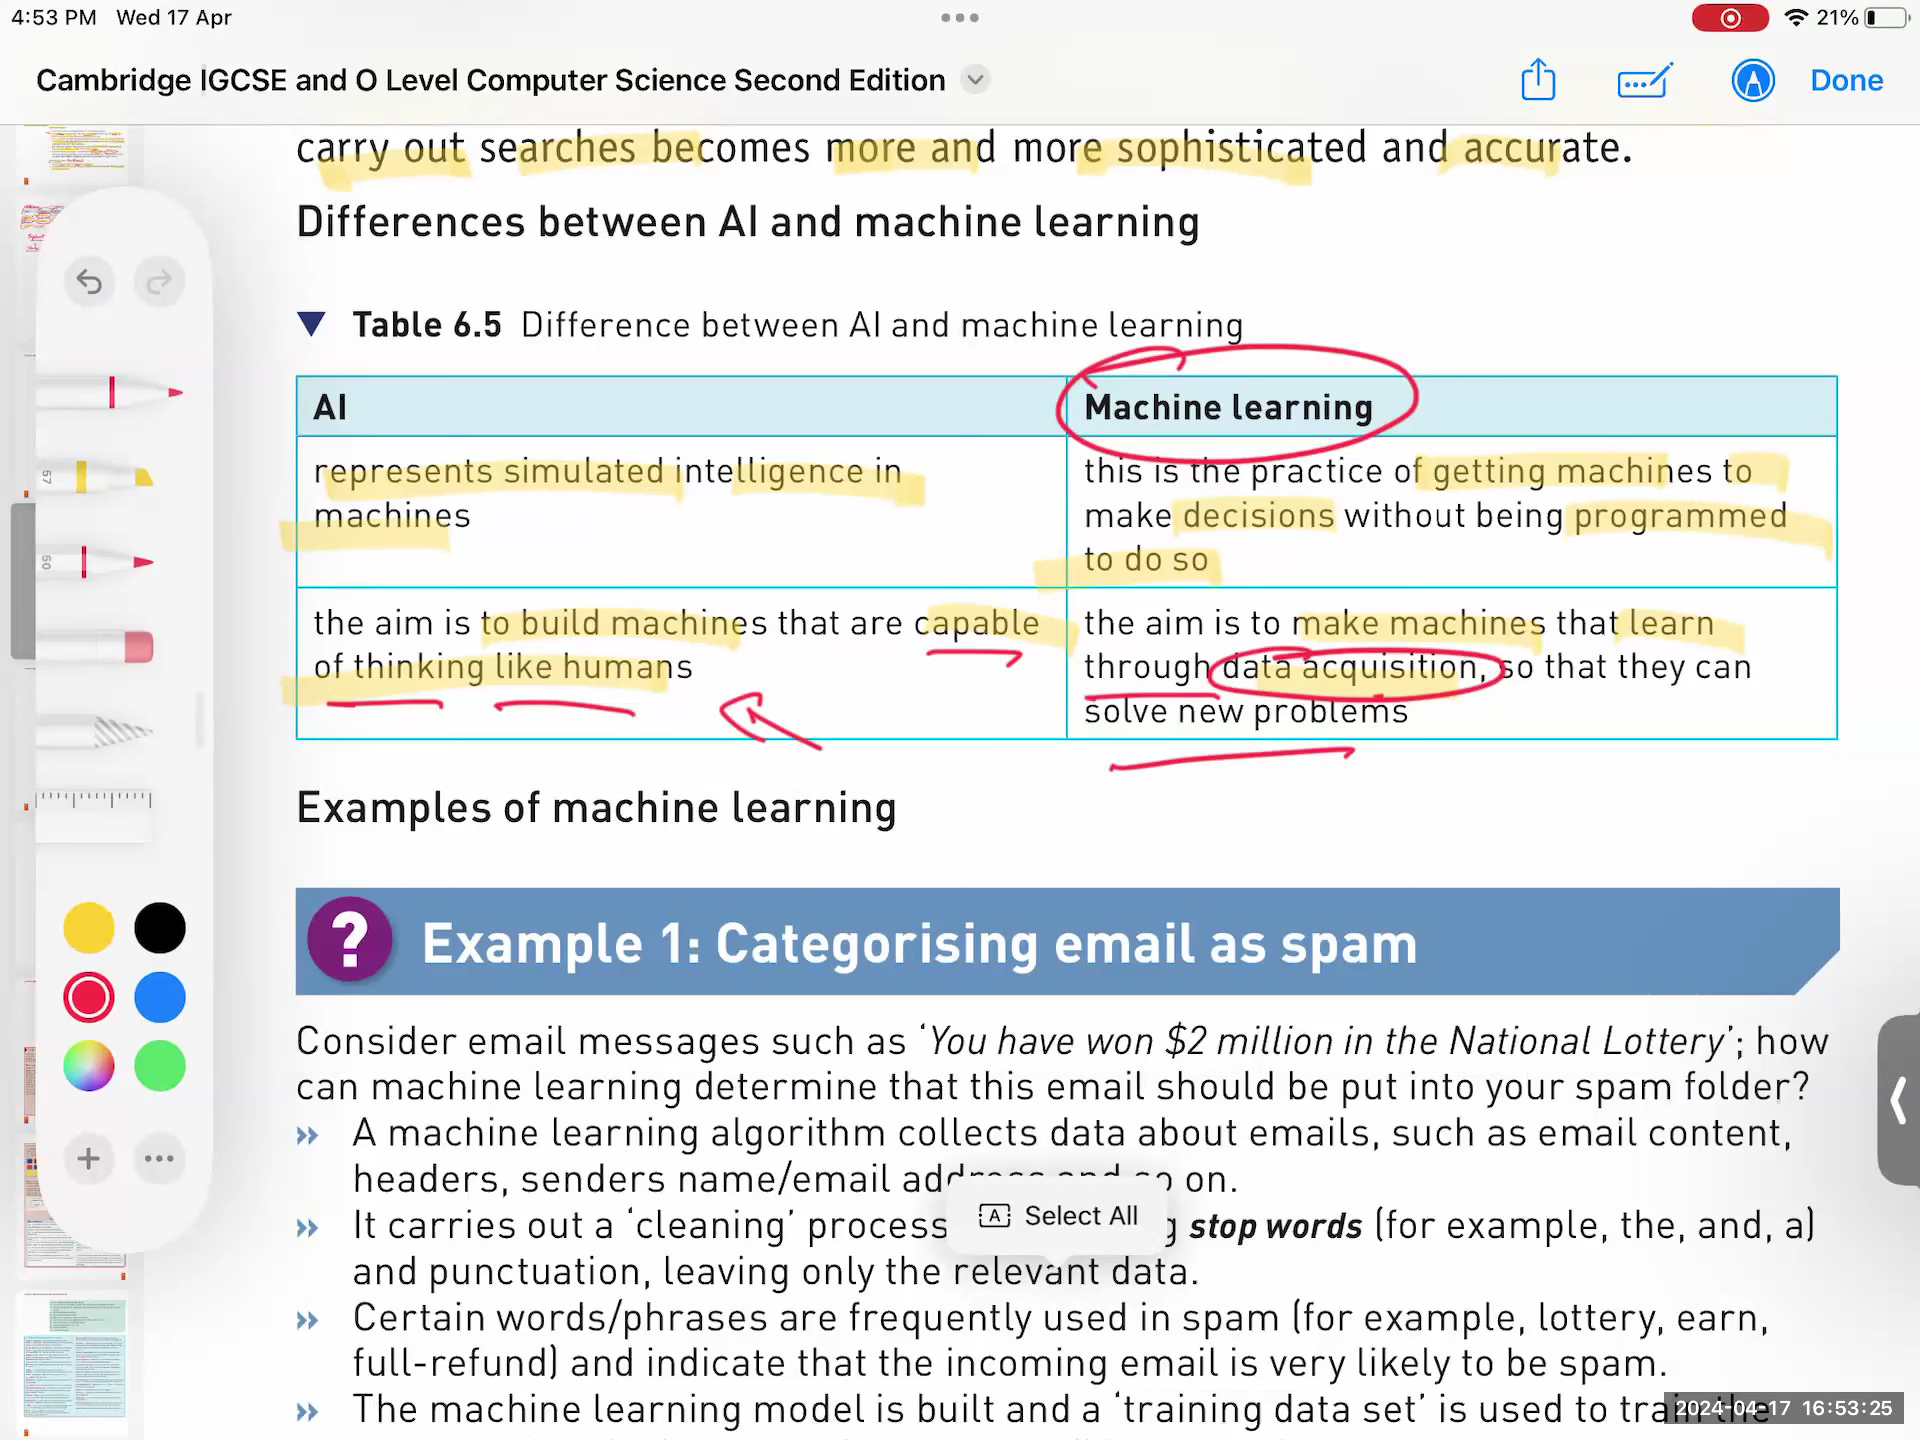 4:53 PM Wed 17 Apr
21%
Cambridge IGCSE and O Level Computer Science Second Edition
Done
carry out searches becomes more and more sophisticated and accurate.
Differences between AI and machine learning
Table 6.5 Difference between AI and machine learning
AI
Machine learning
represents simulated intelligence in
machines
this is the practice of getting machines to
make decisions without being programmed
to do so
the aim is to build machines that are capable
of thinking like humans
the aim is to make machines that learn
through data acquisition, so that they can
solve new problems
Examples of machine learning
? Example 1: Categorising email as spam
Consider email messages such as ‘You have won $2 million in the National Lottery’; how
can machine learning determine that this email should be put into your spam folder?
» A machine learning algorithm collects data about emails, such as email content,
headers, senders name/email address and so on.
Select All
» It carries out a ‘cleaning’ process stop words (for example, the, and, a)
and punctuation, leaving only the relevant data.
» Certain words/phrases are frequently used in spam (for example, lottery, earn,
full-refund) and indicate that the incoming email is very likely to be spam.
» The machine learning model is built and a ‘training data set’ is used to train the
2024-04-17 16:53:25
57
50